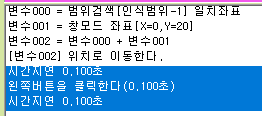 변수000 = 범위검색[인식범위-1] 일치좌표
변수001 = 창모드 좌표[X=0,Y=20]
변수002 = 변수000 + 변수001
[변수002] 위치로 이동한다.
시간지연 0.100초
왼쪽버튼을 클릭한다(0.100초)
시간지연 0.100초